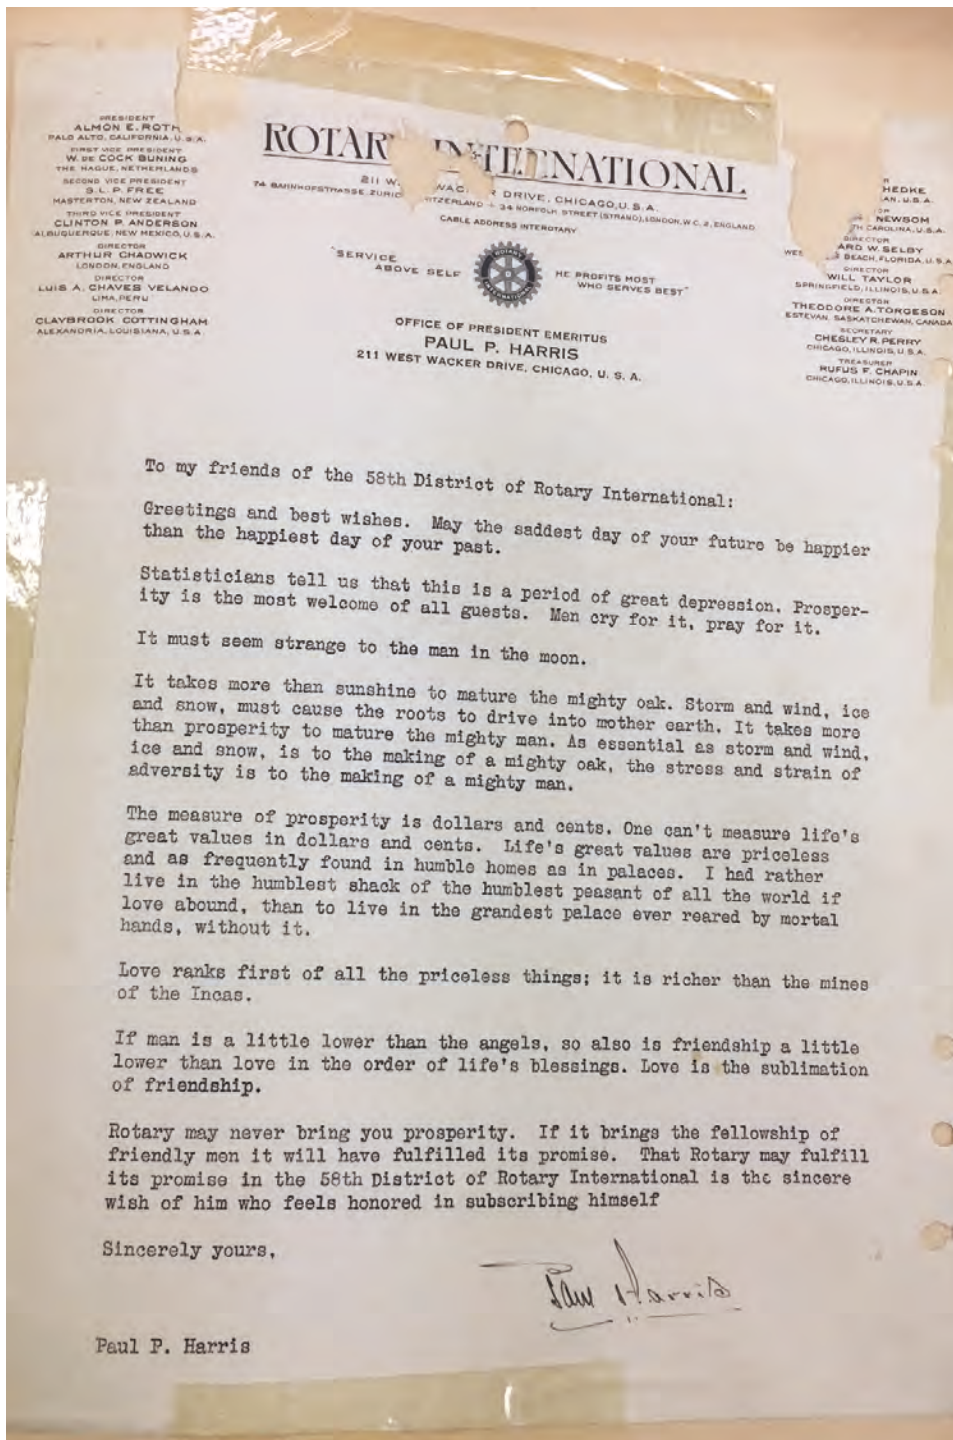 PRESIDENT
ALMON E. ROTH
PALO ALTO, CALIFORNIA, U.S.A.
FIRST VICE PRESIDENT
W. DE COCK BUNING
THE HAGUE, NETHERLANDS
SECOND VICE PRESIDENT
S. L. P. FREE
MASTERTON, NEW ZEALAND
THIRD VICE PRESIDENT
CLINTON P. ANDERSON
ALBUQUERQUE, NEW MEXICO, U.S.A.
DIRECTOR
ARTHUR CHADWICK
LONDON, ENGLAND
DIRECTOR
LUIS A. CHAVES VELANDO
LIMA, PERU
DIRECTOR
CLAYBROOK COTTINGHAM
ALEXANDRIA, LOUISIANA, U.S.A.
ROTARY INTERNATIONAL
211 W. WACKER DRIVE, CHICAGO, U.S.A.
74 BAHNHOFSTRASSE, ZURICH, SWITZERLAND + 34 NORFOLK STREET (STRAND), LONDON, W.C. 2, ENGLAND
CABLE ADDRESS INTEROTARY
"SERVICE
ABOVE SELF
ROTARY
INTERNATIONAL
HE PROFITS MOST
WHO SERVES BEST"
OFFICE OF PRESIDENT EMERITUS
PAUL P. HARRIS
211 WEST WACKER DRIVE, CHICAGO, U. S. A.
HEDKE
U.S.A.
NEWSOM
CAROLINA, U.S.A.
DIRECTOR
W. SELBY
BEACH, FLORIDA, U.S.A.
DIRECTOR
WILL TAYLOR
SPRINGFIELD, ILLINOIS, U.S.A.
DIRECTOR
THEODORE A. TORGESON
ESTEVAN, SASKATCHEWAN, CANADA
SECRETARY
CHESLEY R. PERRY
CHICAGO, ILLINOIS, U.S.A.
TREASURER
RUFUS F. CHAPIN
CHICAGO, ILLINOIS, U.S.A.
To my friends of the 58th District of Rotary International:
Greetings and best wishes. May the saddest day of your future be happier
than the happiest day of your past.
Statisticians tell us that this is a period of great depression. Prosper-
ity is the most welcome of all guests. Men cry for it, pray for it.
It must seem strange to the man in the moon.
It takes more than sunshine to mature the mighty oak. Storm and wind, ice
and snow, must cause the roots to drive into mother earth. It takes more
than prosperity to mature the mighty man. As essential as storm and wind,
ice and snow, is to the making of a mighty oak, the stress and strain of
adversity is to the making of a mighty man.
The measure of prosperity is dollars and cents. One can't measure life's
great values in dollars and cents. Life's great values are priceless
and as frequently found in humble homes as in palaces. I had rather
live in the humblest shack of the humblest peasant of all the world if
love abound, than to live in the grandest palace ever reared by mortal
hands, without it.
Love ranks first of all the priceless things; it is richer than the mines
of the Incas.
If man is a little lower than the angels, so also is friendship a little
lower than love in the order of life's blessings. Love is the sublimation
of friendship.
Rotary may never bring you prosperity. If it brings the fellowship of
friendly men it will have fulfilled its promise. That Rotary may fulfill
its promise in the 58th District of Rotary International is the sincere
wish of him who feels honored in subscribing himself
Sincerely yours,
Paul Harris
Paul P. Harris